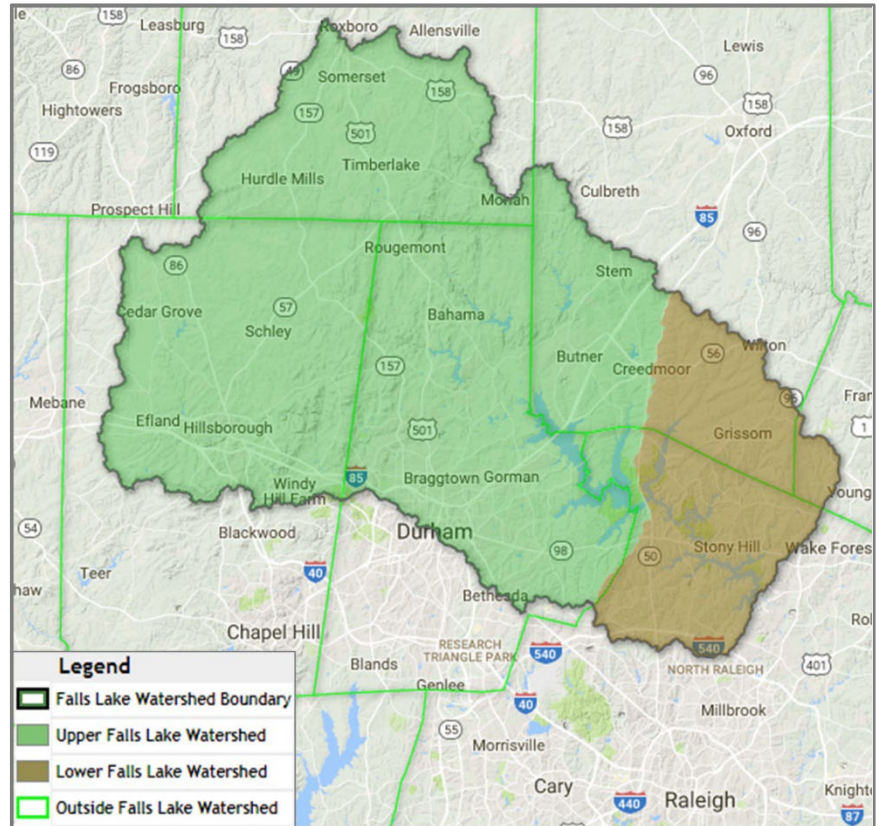 le
158
Leasburg
158
Roxboro
Allensville
Lewis
86
49
Somerset
96
Frogsboro
158
158
Hightowers
157
501
158
Oxford
119
Timberlake
Hurdle Mills
Culbreth
Moriah
Prospect Hill
85
96
Rougemont
86
Stem
57
Cedar Grove
Bahama
Schley
56
Wilton
Butner
157
Creedmoor
Mebane
96
Fran
Efland
Hillsborough
501
Grissom
1
Windy
Hill Farm
85
Braggtown
Gorman
Young
54
Blackwood
Durham
98
50
Stony Hill
Wake Fores
Teer
40
haw
Bethesda
Chapel Hill
Rol
RESEARCH
TRIANGLE PARK
540
540
NORTH RALEIGH
401
Blands
Genlee
40
Millbrook
55
Morrisville
Cary
440
Raleigh
Knight
87
Legend
Falls Lake Watershed Boundary
Upper Falls Lake Watershed
Lower Falls Lake Watershed
Outside Falls Lake Watershed